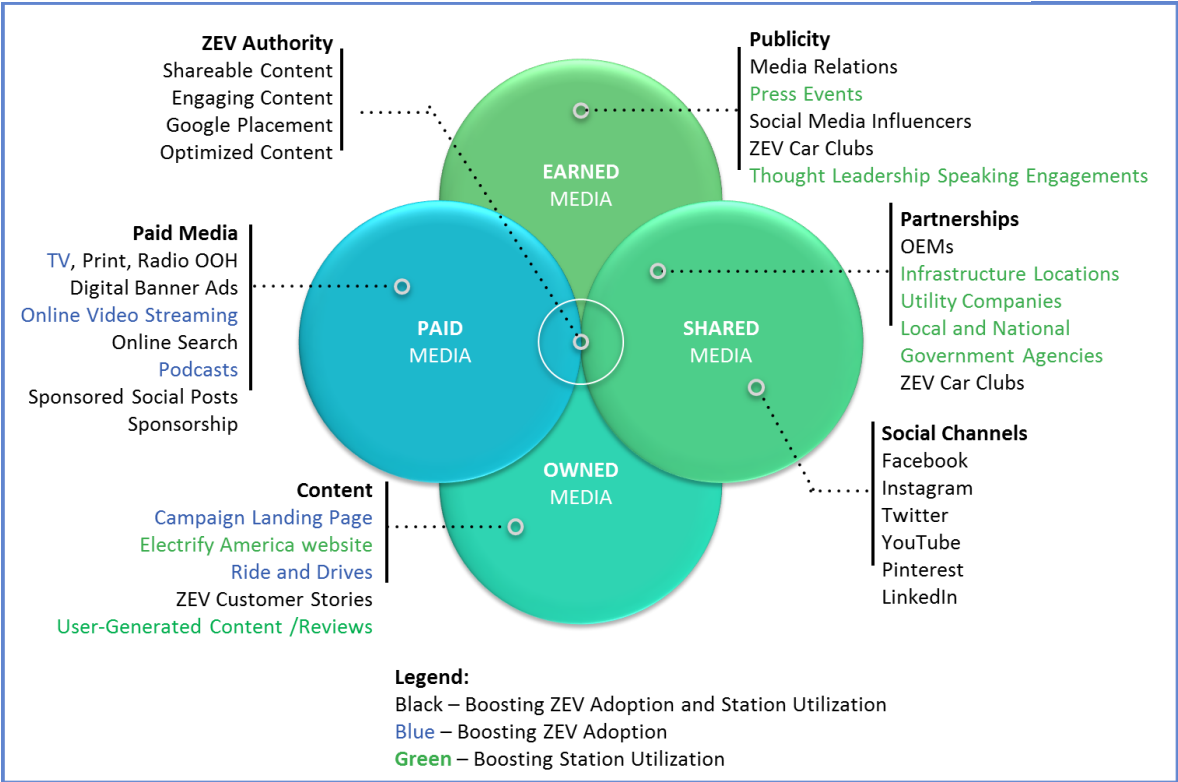 ZEV Authority
Shareable Content
Engaging Content
Google Placement
Optimized Content
Publicity
Media Relations
Press Events
Social Media Influencers
ZEV Car Clubs
Thought Leadership Speaking Engagements
EARNED
MEDIA
Paid Media
TV, Print, Radio OOH
Digital Banner Ads
Online Video Streaming
Online Search
Podcasts
Sponsored Social Posts
Sponsorship
PAID
MEDIA
SHARED
MEDIA
Partnerships
OEMs
Infrastructure Locations
Utility Companies
Local and National
Government Agencies
ZEV Car Clubs
Content
Campaign Landing Page
Electrify America website
Ride and Drives
ZEV Customer Stories
User-Generated Content /Reviews
OWNED
MEDIA
Social Channels
Facebook
Instagram
Twitter
YouTube
Pinterest
LinkedIn
Legend:
Black – Boosting ZEV Adoption and Station Utilization
Blue – Boosting ZEV Adoption
Green – Boosting Station Utilization